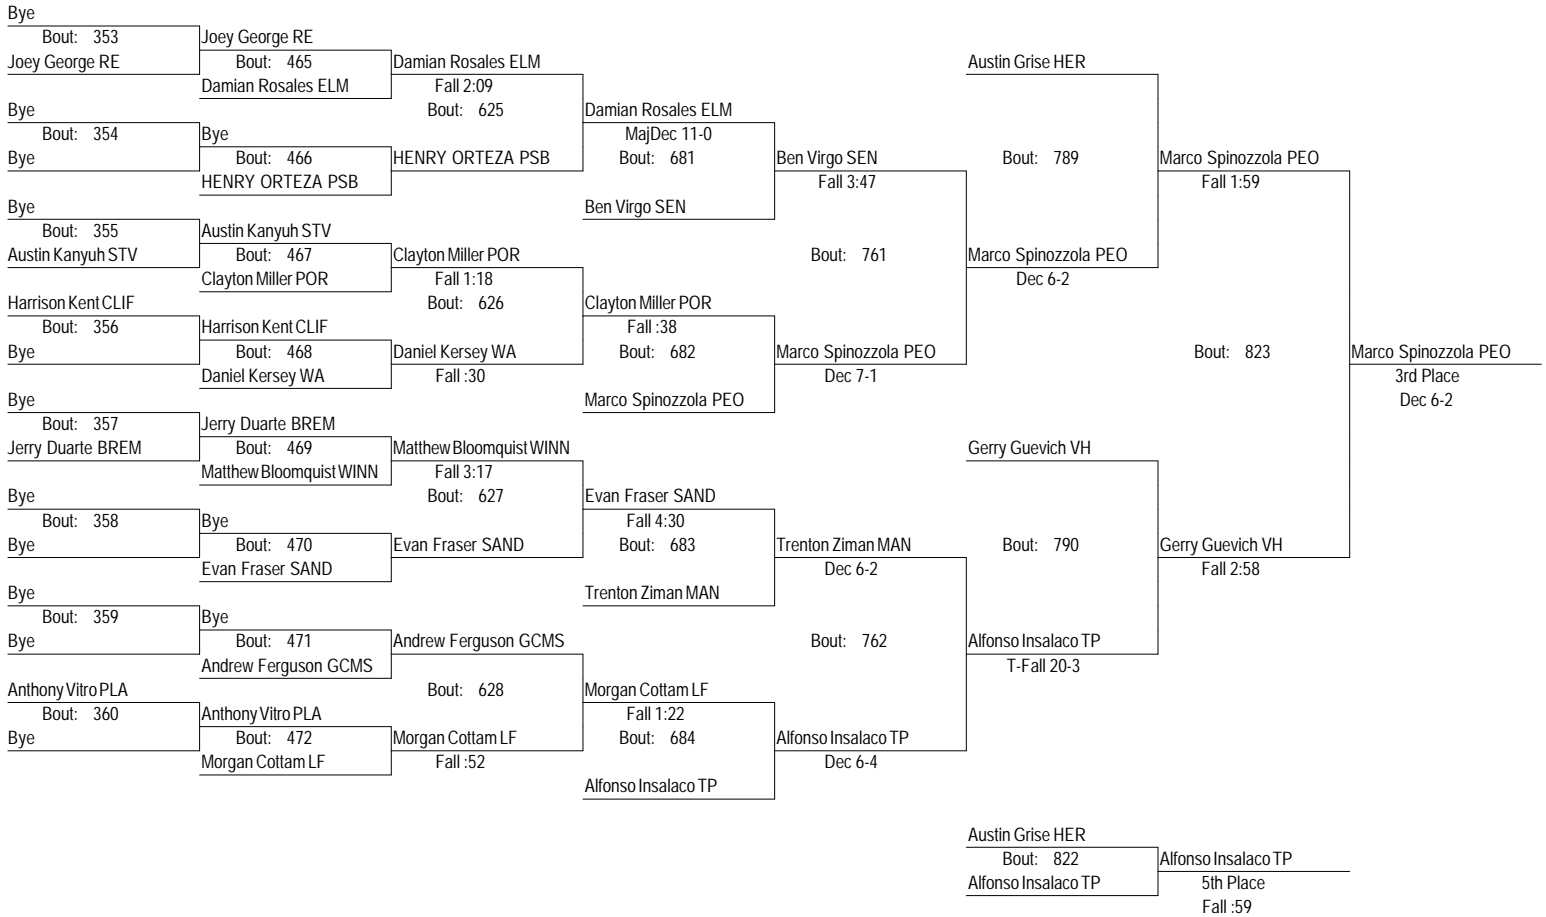 Bye
Bout: 353
Joey George RE
Bye
Bout: 354
Bye
Bye
Bout: 355
Austin Kanyuh STV
Harrison Kent CLIF
Bout: 356
Bye
Bye
Bout: 357
Jerry Duarte BREM
Bye
Bout: 358
Bye
Bye
Bout: 359
Bye
Anthony Vitro PLA
Bout: 360
Bye
Joey George RE
Bout: 465
Damian Rosales ELM
Bye
Bout: 466
HENRY ORTEZA PSB
Austin Kanyuh STV
Bout: 467
Clayton Miller POR
Harrison Kent CLIF
Bout: 468
Daniel Kersey WA
Jerry Duarte BREM
Bout: 469
Matthew Bloomquist WINN
Bye
Bout: 470
Evan Fraser SAND
Bye
Bout: 471
Andrew Ferguson GCMS
Anthony Vitro PLA
Bout: 472
Morgan Cottam LF
Damian Rosales ELM
Fall 2:09
Bout: 625
HENRY ORTEZA PSB
Clayton Miller POR
Fall 1:18
Bout: 626
Daniel Kersey WA
Fall :30
Matthew Bloomquist WINN
Fall 3:17
Bout: 627
Evan Fraser SAND
Andrew Ferguson GCMS
Bout: 628
Morgan Cottam LF
Fall :52
Damian Rosales ELM
MajDec 11-0
Bout: 681
Ben Virgo SEN
Clayton Miller POR
Fall :38
Bout: 682
Marco Spinozzola PEO
Evan Fraser SAND
Fall 4:30
Bout: 683
Trenton Ziman MAN
Morgan Cottam LF
Fall 1:22
Bout: 684
Alfonso Insalaco TP
Ben Virgo SEN
Fall 3:47
Bout: 761
Marco Spinozzola PEO
Dec 7-1
Trenton Ziman MAN
Dec 6-2
Bout: 762
Alfonso Insalaco TP
Dec 6-4
Austin Grise HER
Bout: 789
Marco Spinozzola PEO
Dec 6-2
Gerry Guevich VH
Bout: 790
Alfonso Insalaco TP
T-Fall 20-3
Marco Spinozzola PEO
Fall 1:59
Bout: 823
Gerry Guevich VH
Fall 2:58
Marco Spinozzola PEO
3rd Place
Dec 6-2
Austin Grise HER
Bout: 822
Alfonso Insalaco TP
Alfonso Insalaco TP
5th Place
Fall :59